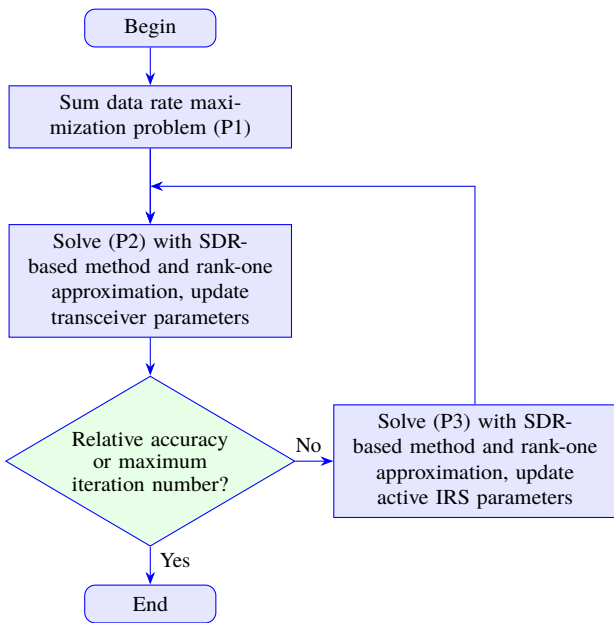 Begin
Sum data rate maxi-
mization problem (P1)
Solve (P2) with SDR-
based method and rank-one
approximation, update
transceiver parameters
Relative accuracy
or maximum
iteration number?
No
Solve (P3) with SDR-
based method and rank-one
approximation, update
active IRS parameters
Yes
End